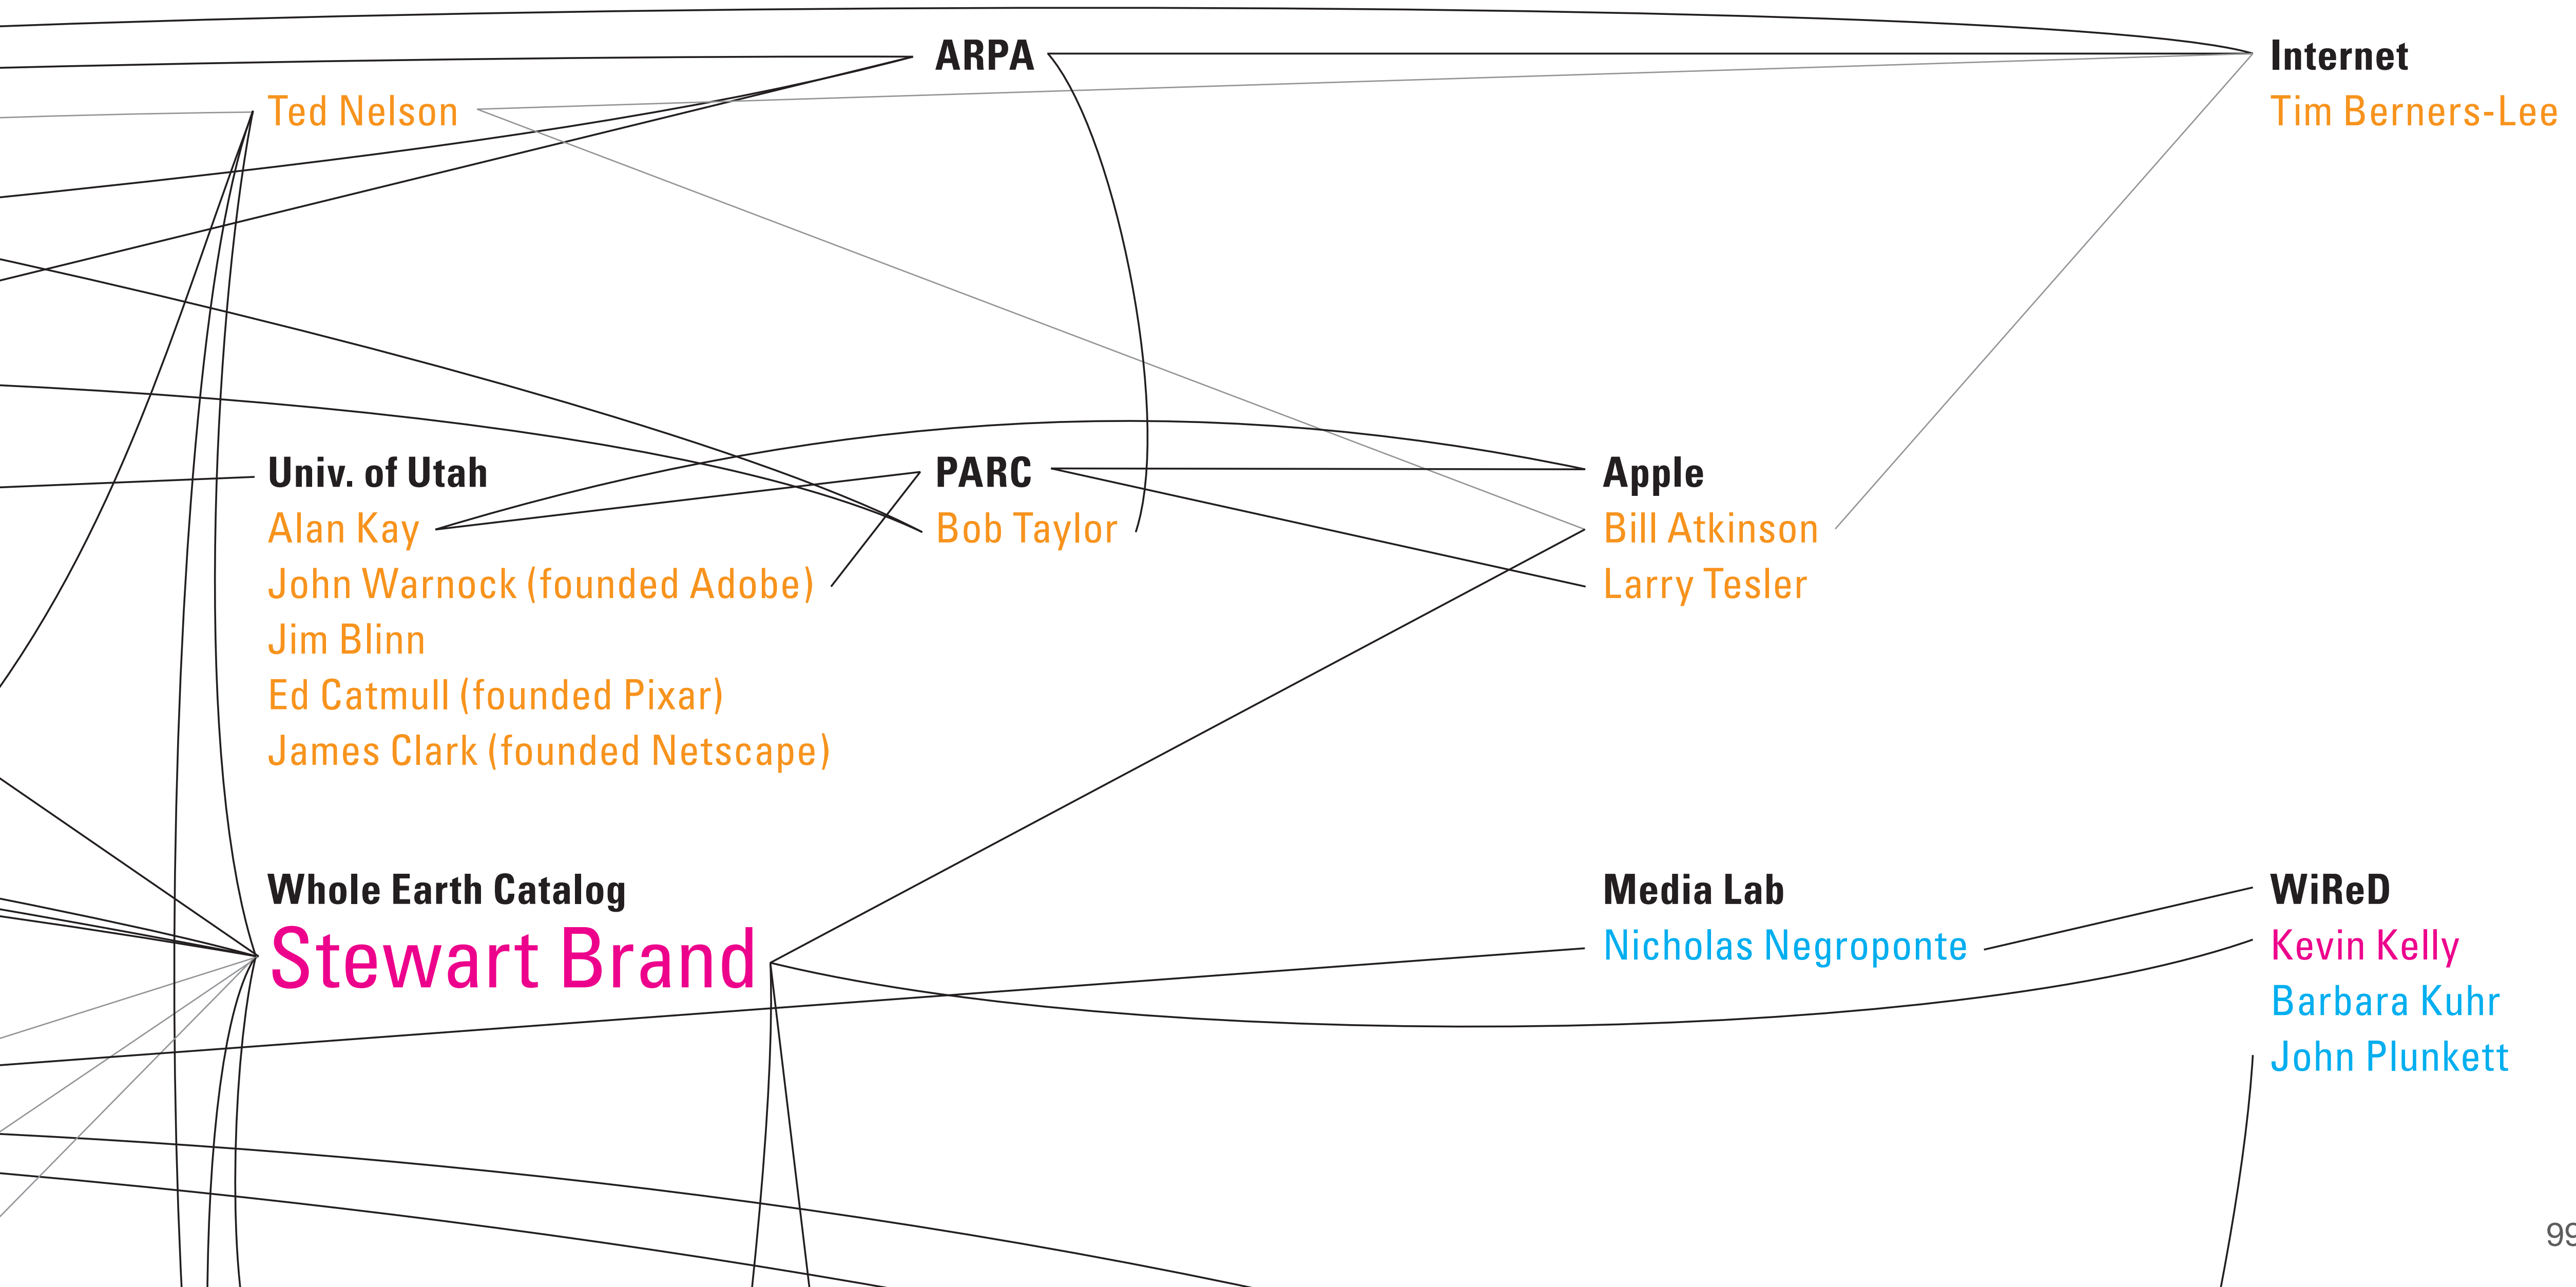 ARPA
Internet
Tim Berners-Lee
Ted Nelson
Univ. of Utah
Alan Kay
John Warnock (founded Adobe)
Jim Blinn
Ed Catmull (founded Pixar)
James Clark (founded Netscape)
PARC
Bob Taylor
Apple
Bill Atkinson
Larry Tesler
Whole Earth Catalog
Stewart Brand
Media Lab
Nicholas Negroponte
WiReD
Kevin Kelly
Barbara Kuhr
John Plunkett
99